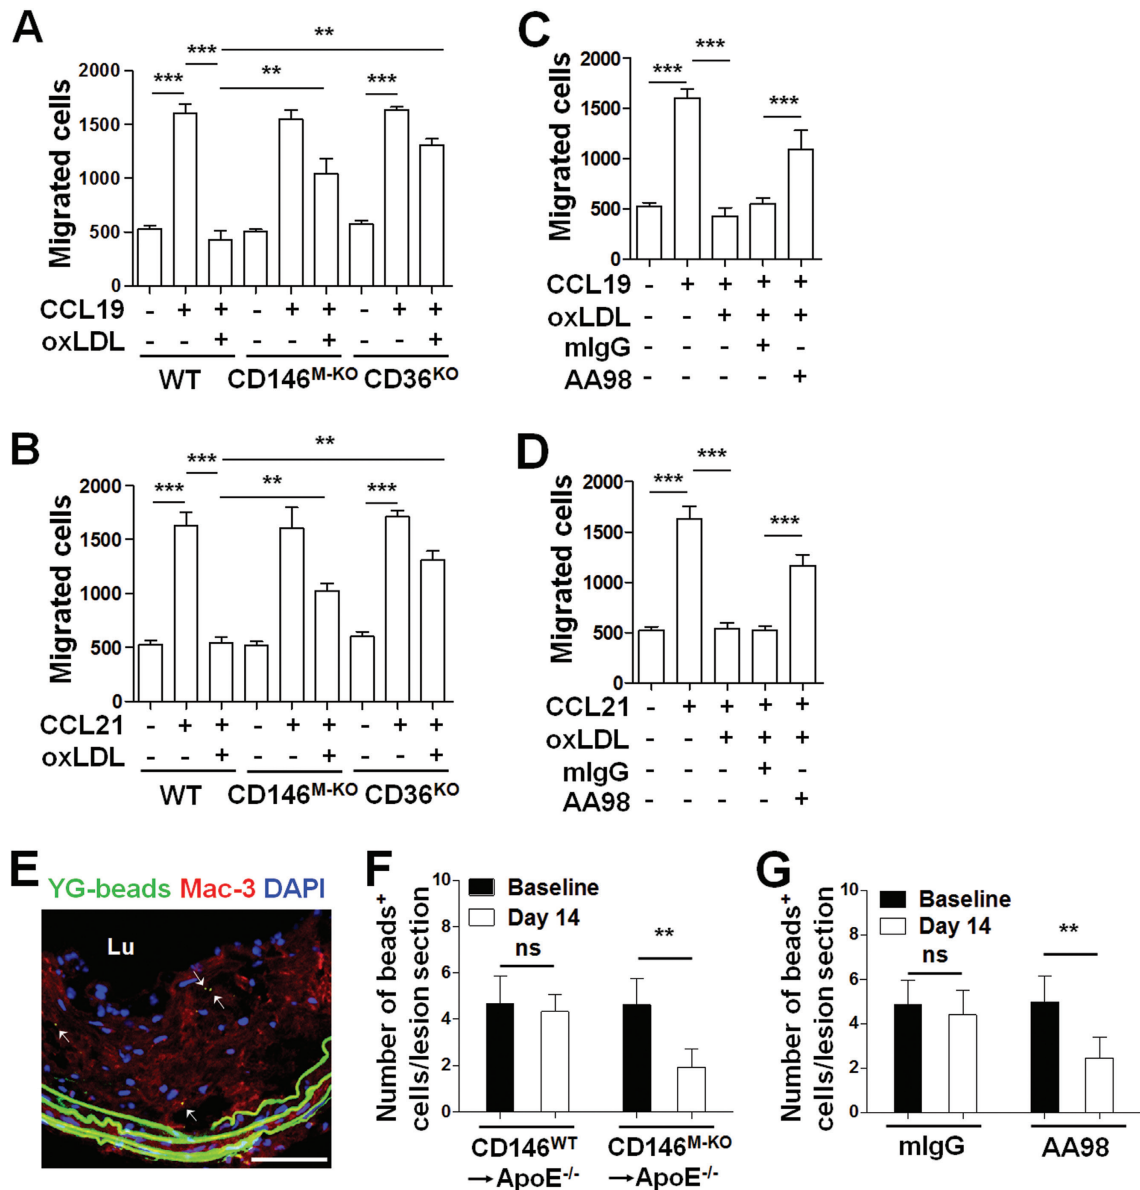 A
Migrated cells
2000
1500
1000
500
0
*** *** ** ** ***
CCL19 - + + - + + - + +
oxLDL - - + - - + - - +
WT CD146M-KO CD36KO
C
Migrated cells
2000
1500
1000
500
0
*** *** ***
CCL19 - + + + +
oxLDL - - + + +
mIgG - - - + -
AA98 - - - - +
B
Migrated cells
2000
1500
1000
500
0
*** *** ** ** ***
CCL21 - + + - + + - + +
oxLDL - - + - - + - - +
WT CD146M-KO CD36KO
D
Migrated cells
2000
1500
1000
500
0
*** *** ***
CCL21 - + + + +
oxLDL - - + + +
mIgG - - - + -
AA98 - - - - +
E
YG-beads Mac-3 DAPI
Lu
F
Number of beads+
cells/lesion section
10
8
6
4
2
0
Baseline
Day 14
ns **
CD146WT CD146M-KO
→ApoE-/- →ApoE-/-
G
Number of beads+
cells/lesion section
10
8
6
4
2
0
Baseline
Day 14
ns **
mIgG AA98